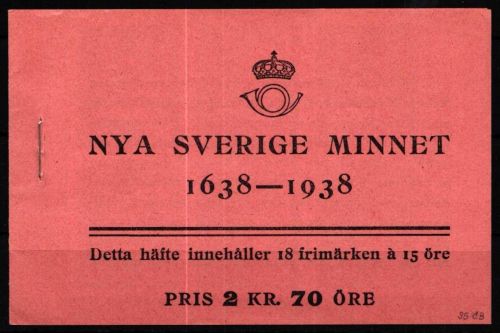 NYA SVERIGE MINNET
1638—1938
Detta häfte innehåller 18 frimärken à 15 öre
PRIS 2 KR. 70 ÖRE